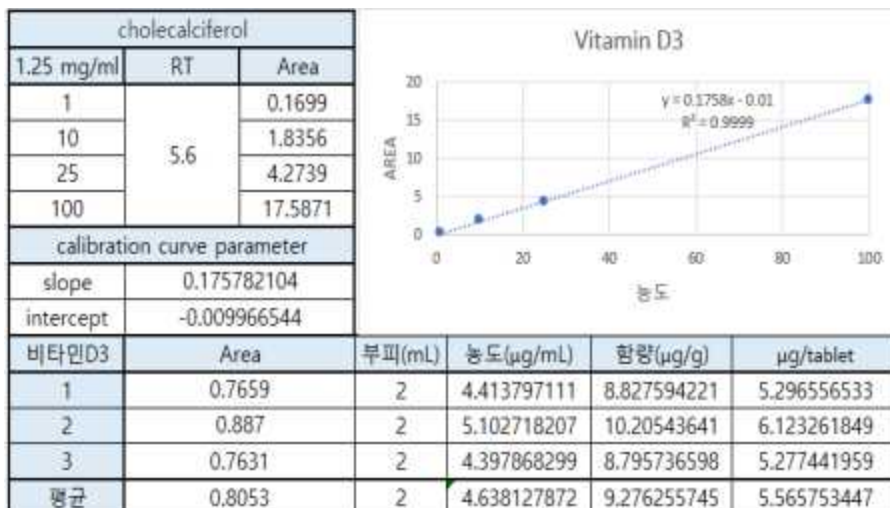 cholecalciferol
1.25 mg/ml RT Area
1 0.1699
10 1.8356
5.6
25 4.2739
100 17.5871
calibration curve parameter
slope 0.175782104
intercept -0.009966544
Vitamin D3
y = 0.1758x - 0.01
R² = 0.9999
AREA
20
15
10
5
0
0 20 40 60 80 100
농도
비타민D3 Area 부피(mL) 농도(μg/mL) 함량(μg/g) μg/tablet
1 0.7659 2 4.413797111 8.827594221 5.296556533
2 0.887 2 5.102718207 10.20543641 6.123261849
3 0.7631 2 4.397868299 8.795736598 5.277441959
평균 0.8053 2 4.638127872 9.276255745 5.565753447